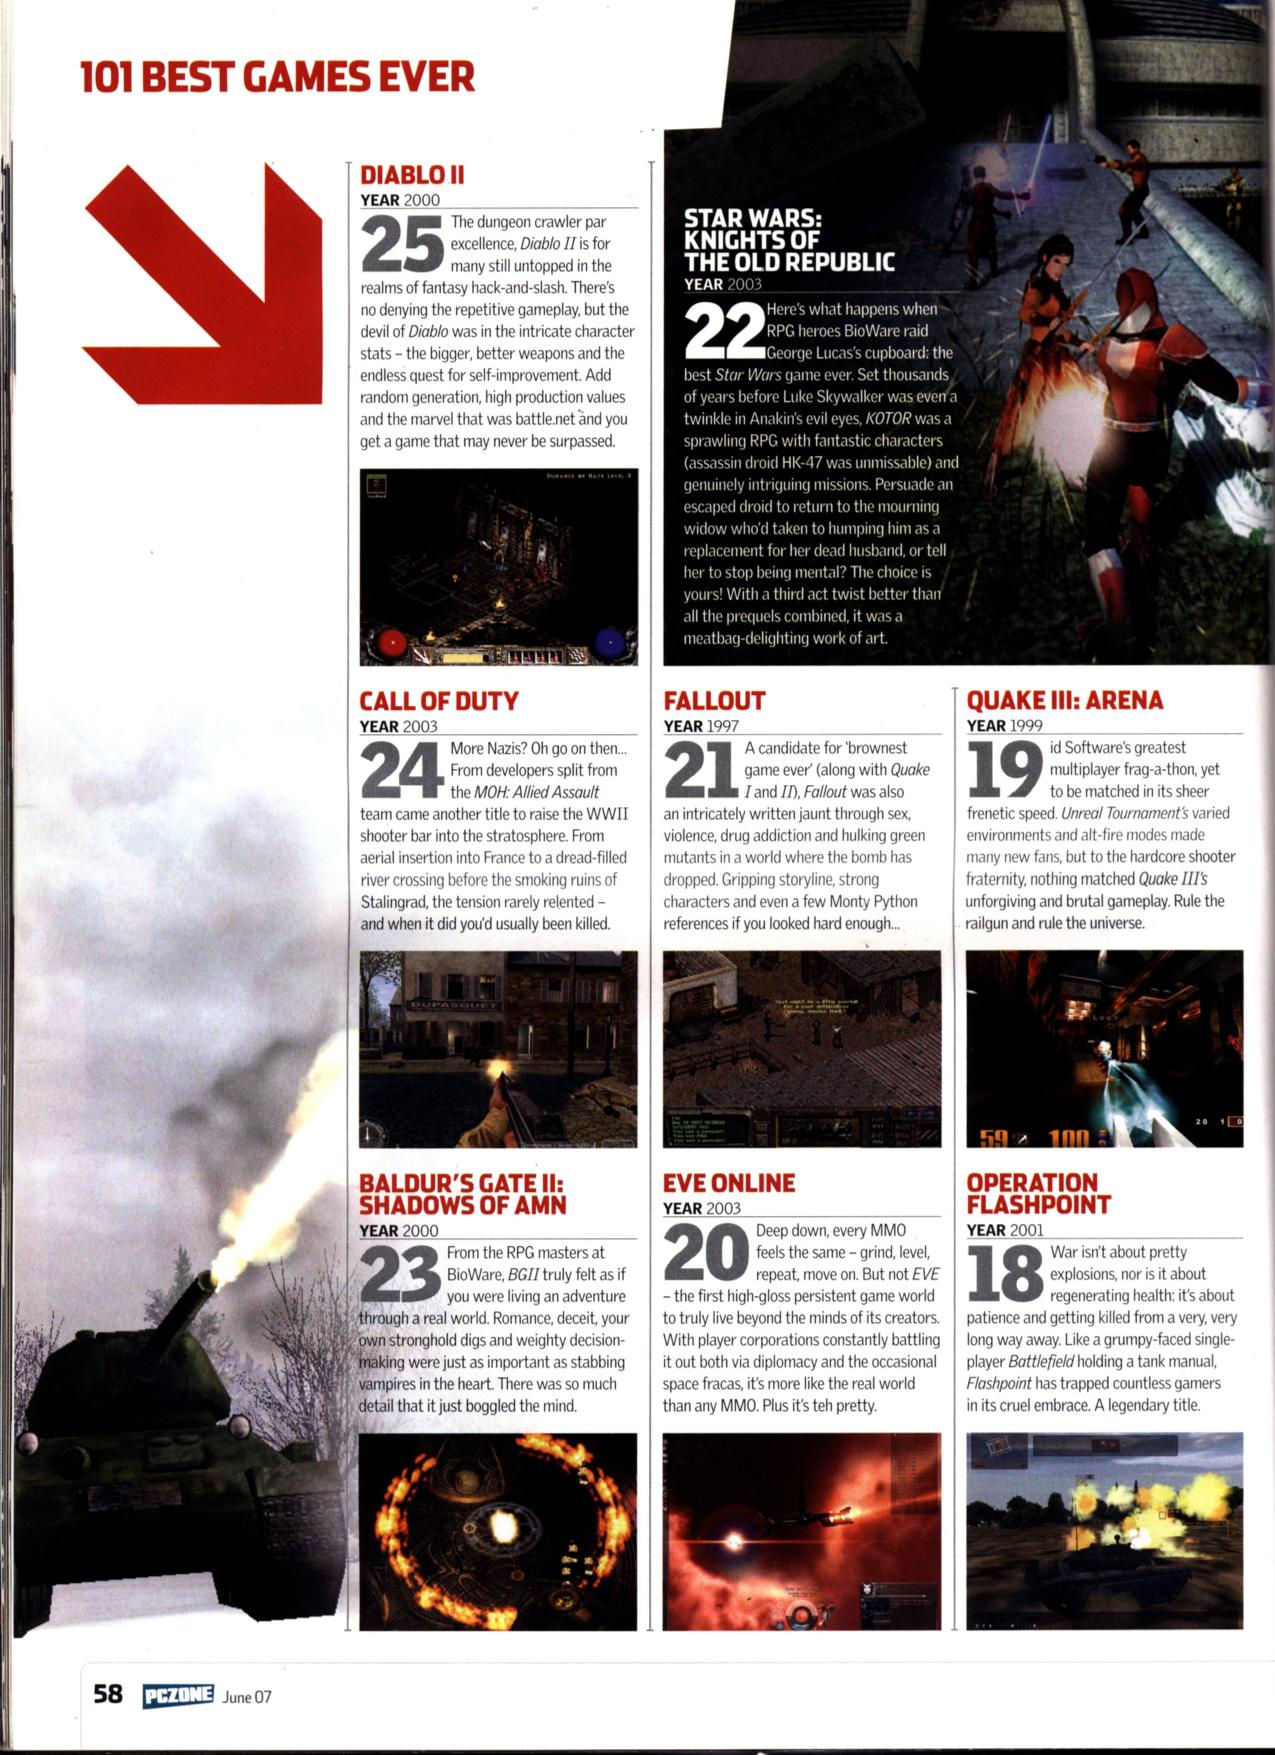 101 BEST GAMES EVER
DIABLO II
YEAR 2000
25
The dungeon crawler par
excellence, Diablo II is for
many still untopped in the
realms of fantasy hack-and-slash. There's
no denying the repetitive gameplay, but the
devil of Diablo was in the intricate character
stats – the bigger, better weapons and the
endless quest for self-improvement. Add
random generation, high production values
and the marvel that was battle.net and you
get a game that may never be surpassed.
DURANCE OF HATE LEVEL 3
CALL OF DUTY
YEAR 2003
24
More Nazis? Oh go on then...
From developers split from
the MOH: Allied Assault
team came another title to raise the WWII
shooter bar into the stratosphere. From
aerial insertion into France to a dread-filled
river crossing before the smoking ruins of
Stalingrad, the tension rarely relented –
and when it did you'd usually been killed.
DUPASQUET
BALDUR'S GATE II:
SHADOWS OF AMN
YEAR 2000
23
From the RPG masters at
BioWare, BGII truly felt as if
you were living an adventure
through a real world. Romance, deceit, your
own stronghold digs and weighty decision-
making were just as important as stabbing
vampires in the heart. There was so much
detail that it just boggled the mind.
STAR WARS:
KNIGHTS OF
THE OLD REPUBLIC
YEAR 2003
22
Here's what happens when
RPG heroes BioWare raid
George Lucas's cupboard: the
best Star Wars game ever. Set thousands
of years before Luke Skywalker was even a
twinkle in Anakin's evil eyes, KOTOR was a
sprawling RPG with fantastic characters
(assassin droid HK-47 was unmissable) and
genuinely intriguing missions. Persuade an
escaped droid to return to the mourning
widow who'd taken to humping him as a
replacement for her dead husband, or tell
her to stop being mental? The choice is
yours! With a third act twist better than
all the prequels combined, it was a
meatbag-delighting work of art.
FALLOUT
YEAR 1997
21
A candidate for 'brownest
game ever' (along with Quake
I and II), Fallout was also
an intricately written jaunt through sex,
violence, drug addiction and hulking green
mutants in a world where the bomb has
dropped. Gripping storyline, strong
characters and even a few Monty Python
references if you looked hard enough...
EVE ONLINE
YEAR 2003
20
Deep down, every MMO
feels the same – grind, level,
repeat, move on. But not EVE
– the first high-gloss persistent game world
to truly live beyond the minds of its creators.
With player corporations constantly battling
it out both via diplomacy and the occasional
space fracas, it's more like the real world
than any MMO. Plus it's teh pretty.
QUAKE III: ARENA
YEAR 1999
19
id Software's greatest
multiplayer frag-a-thon, yet
to be matched in its sheer
frenetic speed. Unreal Tournament's varied
environments and alt-fire modes made
many new fans, but to the hardcore shooter
fraternity, nothing matched Quake III's
unforgiving and brutal gameplay. Rule the
railgun and rule the universe.
Lucy
20 1 0
59 100
OPERATION
FLASHPOINT
YEAR 2001
18
War isn't about pretty
explosions, nor is it about
regenerating health: it's about
patience and getting killed from a very, very
long way away. Like a grumpy-faced single-
player Battlefield holding a tank manual,
Flashpoint has trapped countless gamers
in its cruel embrace. A legendary title.
58 PCZONE June 07